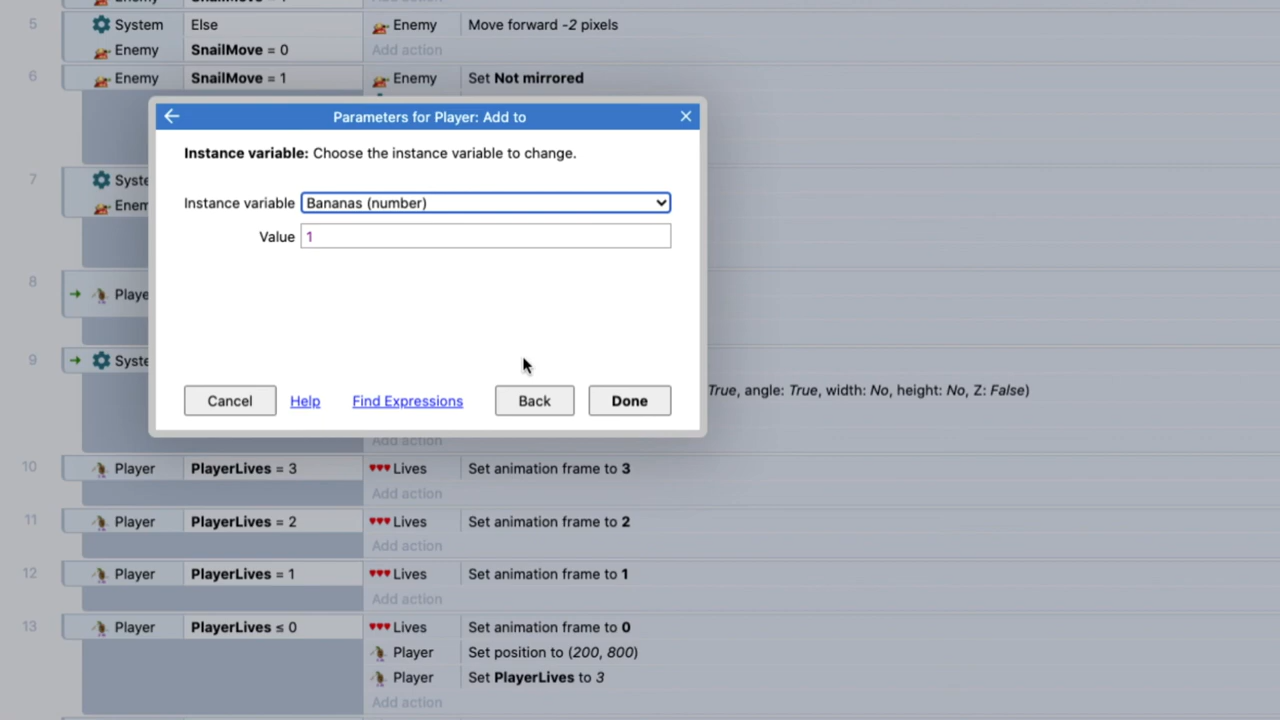 5 System Else Enemy Move forward -2 pixels
Enemy SnailMove = 0 Add action
6 Enemy SnailMove = 1 Enemy Set Not mirrored
Parameters for Player: Add to
Instance variable: Choose the instance variable to change.
Instance variable Bananas (number)
Value 1
Cancel Help Find Expressions Back Done
7
8
9
True, angle: True, width: No, height: No, Z: False)
Add action
10 Player PlayerLives = 3 Lives Set animation frame to 3
Add action
11 Player PlayerLives = 2 Lives Set animation frame to 2
Add action
12 Player PlayerLives = 1 Lives Set animation frame to 1
Add action
13 Player PlayerLives ≤ 0 Lives Set animation frame to 0
Player Set position to (200, 800)
Player Set PlayerLives to 3
Add action